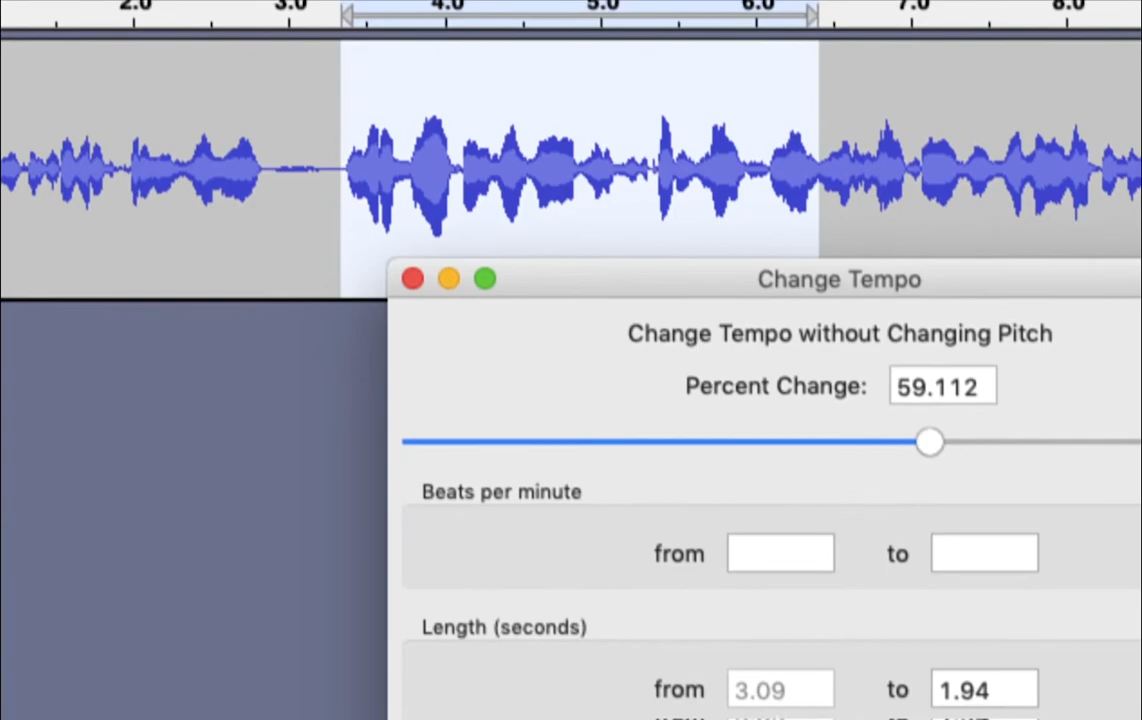 2.0 3.0 4.0 5.0 6.0 7.0 8.0
Change Tempo
Change Tempo without Changing Pitch
Percent Change: 59.112
Beats per minute
from to
Length (seconds)
from 3.09 to 1.94